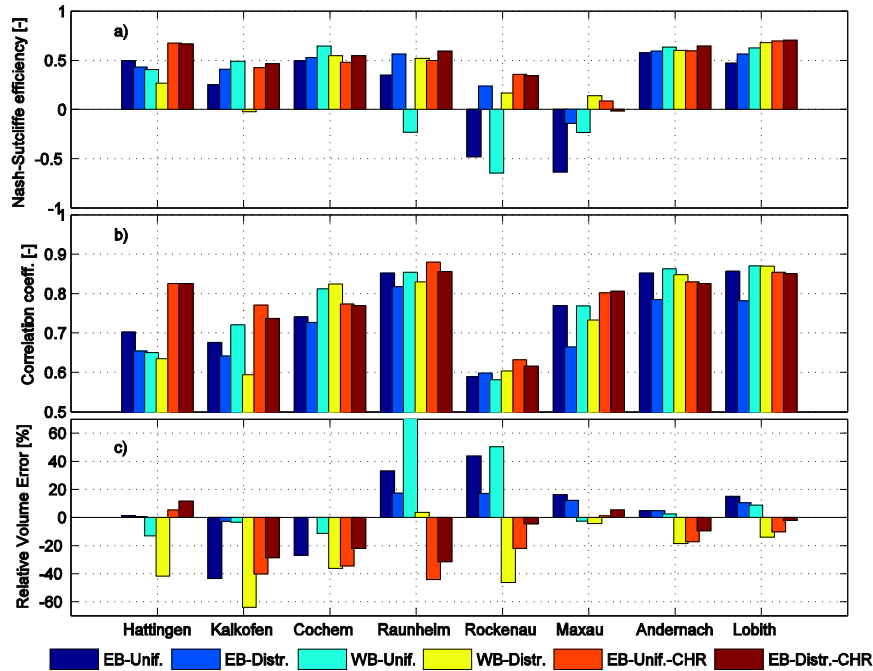 a)
Nash-Sutcliffe efficiency [-]
1
0.5
0
-0.5
-1
b)
Correlation coeff. [-]
1
0.9
0.8
0.7
0.6
0.5
c)
Relative Volume Error [%]
60
40
20
0
-20
-40
-60
Hattingen Kalkofen Cochem Raunheim Rockenau Maxau Andernach Lobith
EB-Unif. EB-Distr. WB-Unif. WB-Distr. EB-Unif.-CHR EB-Distr.-CHR